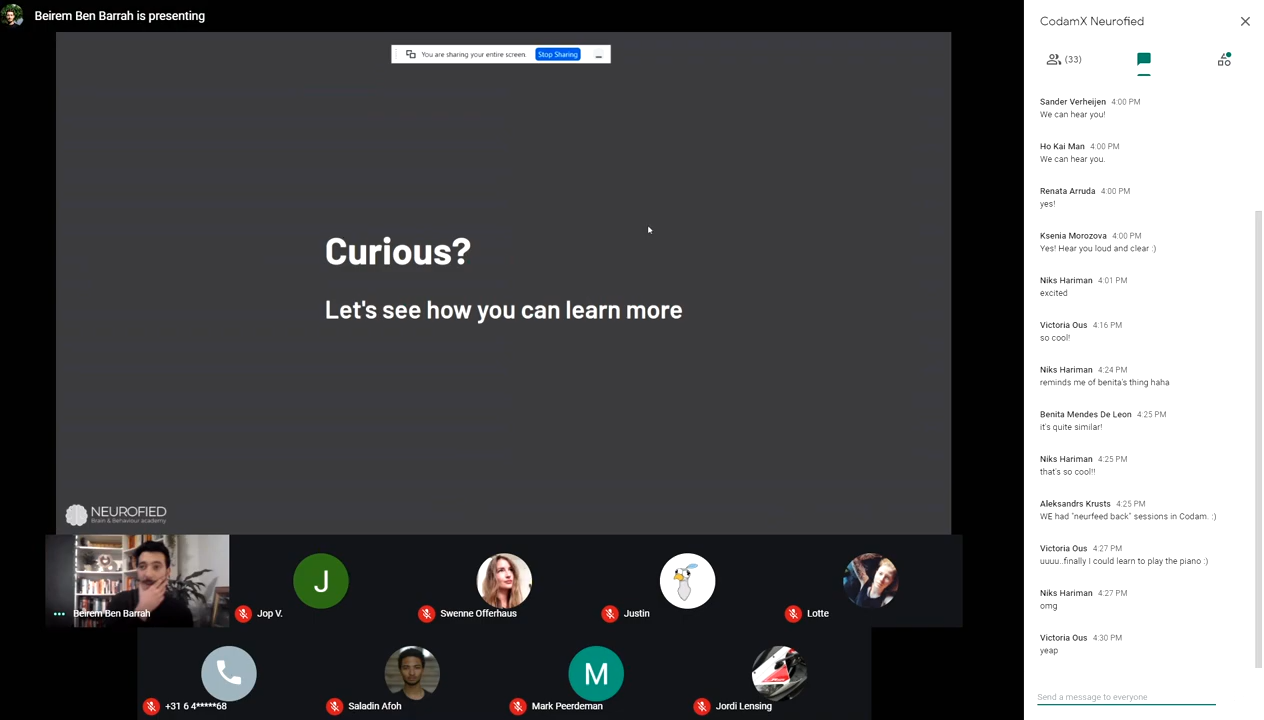 Beirem Ben Barrah is presenting
You are sharing your entire screen.
Stop Sharing
Curious?
Let's see how you can learn more
NEUROFIED
Brain & Behaviour academy
Beirem Ben Barrah
J
Jop V.
Swenne Offerhaus
Justin
Lotte
+31 6 4*****68
Saladin Afoh
M
Mark Peerdeman
Jordi Lensing
CodamX Neurofied
(33)
Sander Verheijen 4:00 PM
We can hear you!
Ho Kai Man 4:00 PM
We can hear you.
Renata Arruda 4:00 PM
yes!
Ksenia Morozova 4:00 PM
Yes! Hear you loud and clear :)
Niks Hariman 4:01 PM
excited
Victoria Ous 4:16 PM
so cool!
Niks Hariman 4:24 PM
reminds me of benita's thing haha
Benita Mendes De Leon 4:25 PM
it's quite similar!
Niks Hariman 4:25 PM
that's so cool!!
Aleksandrs Krusts 4:25 PM
WE had "neurfeed back" sessions in Codam. :)
Victoria Ous 4:27 PM
uuuu..finally I could learn to play the piano :)
Niks Hariman 4:27 PM
omg
Victoria Ous 4:30 PM
yeap
Send a message to everyone